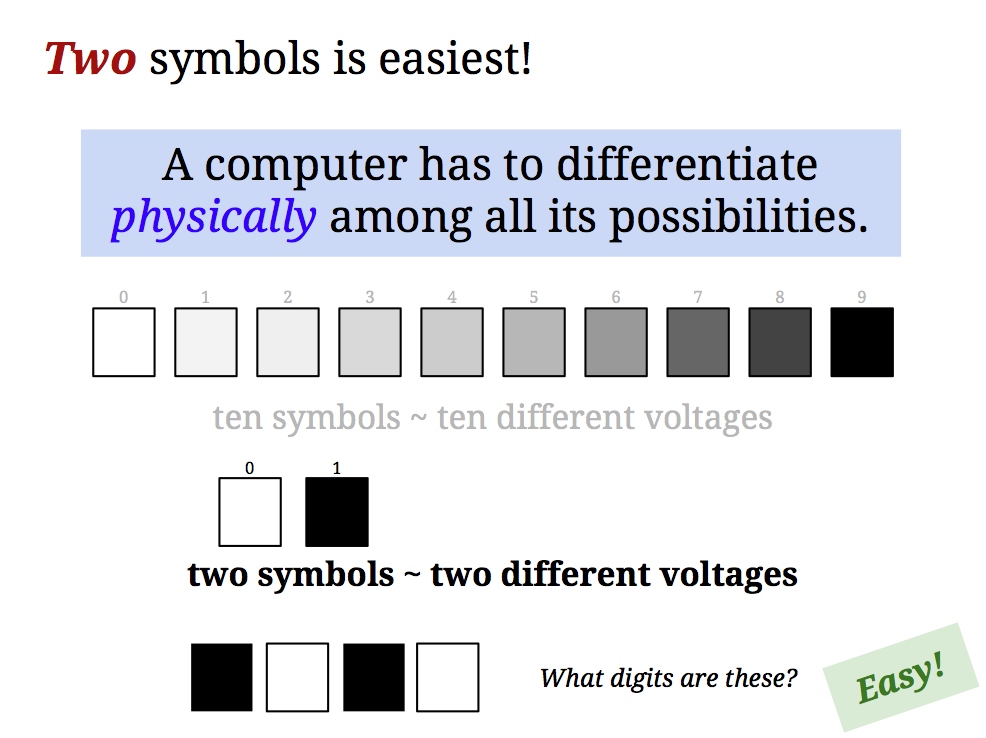 Two symbols is easiest!
A computer has to differentiate
physically among all its possibilities.
0 1 2 3 4 5 6 7 8 9
ten symbols ~ ten different voltages
0 1
two symbols ~ two different voltages
What digits are these?
Easy!